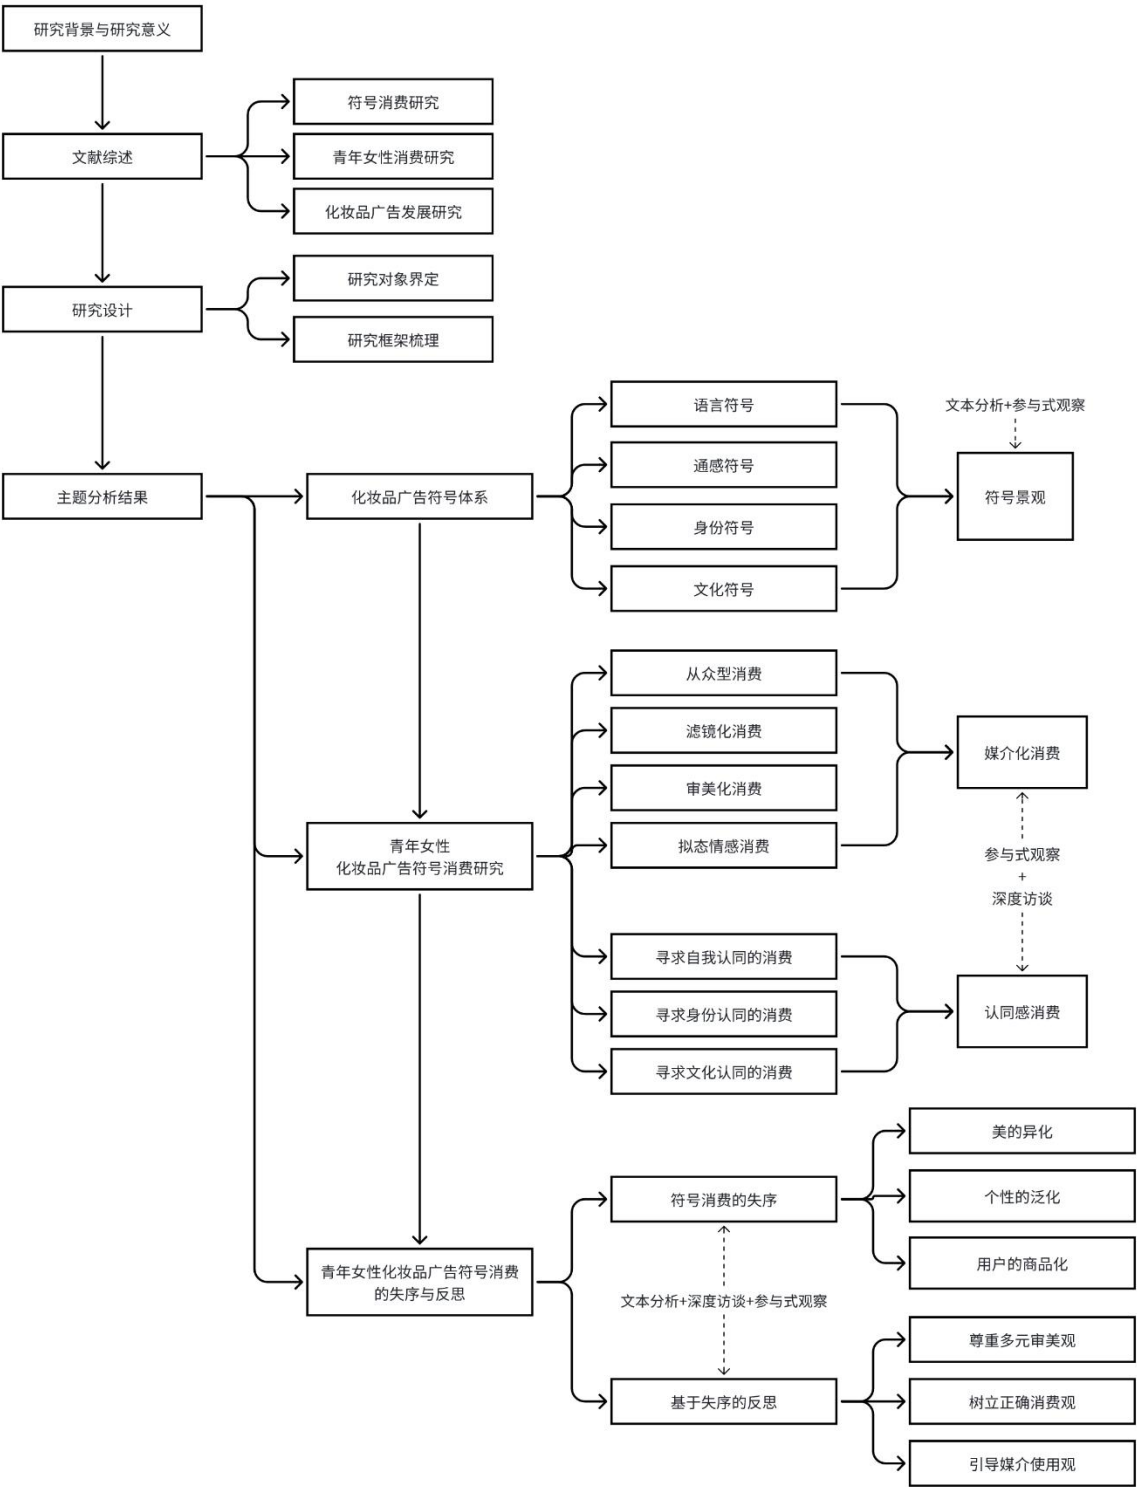 研究背景与研究意义
文献综述
符号消费研究
青年女性消费研究
化妆品广告发展研究
研究设计
研究对象界定
研究框架梳理
主题分析结果
化妆品广告符号体系
语言符号
通感符号
身份符号
文化符号
文本分析+参与式观察
符号景观
青年女性
化妆品广告符号消费研究
从众型消费
滤镜化消费
审美化消费
拟态情感消费
媒介化消费
参与式观察
+
深度访谈
寻求自我认同的消费
寻求身份认同的消费
寻求文化认同的消费
认同感消费
青年女性化妆品广告符号消费
的失序与反思
符号消费的失序
美的异化
个性的泛化
用户的商品化
文本分析+深度访谈+参与式观察
基于失序的反思
尊重多元审美观
树立正确消费观
引导媒介使用观